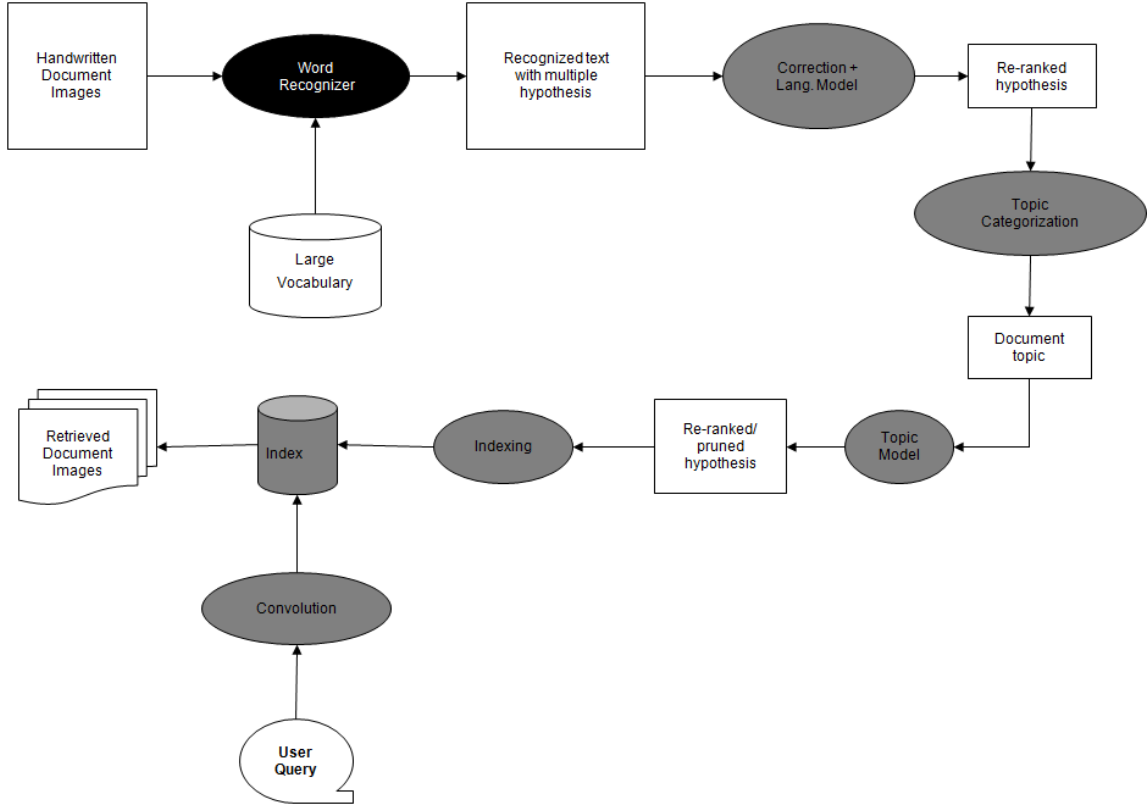 Handwritten
Document
Images
Word
Recognizer
Recognized text
with multiple
hypothesis
Correction +
Lang. Model
Re-ranked
hypothesis
Large
Vocabulary
Topic
Categorization
Document
topic
Retrieved
Document
Images
Index
Indexing
Re-ranked/
pruned
hypothesis
Topic
Model
Convolution
User
Query